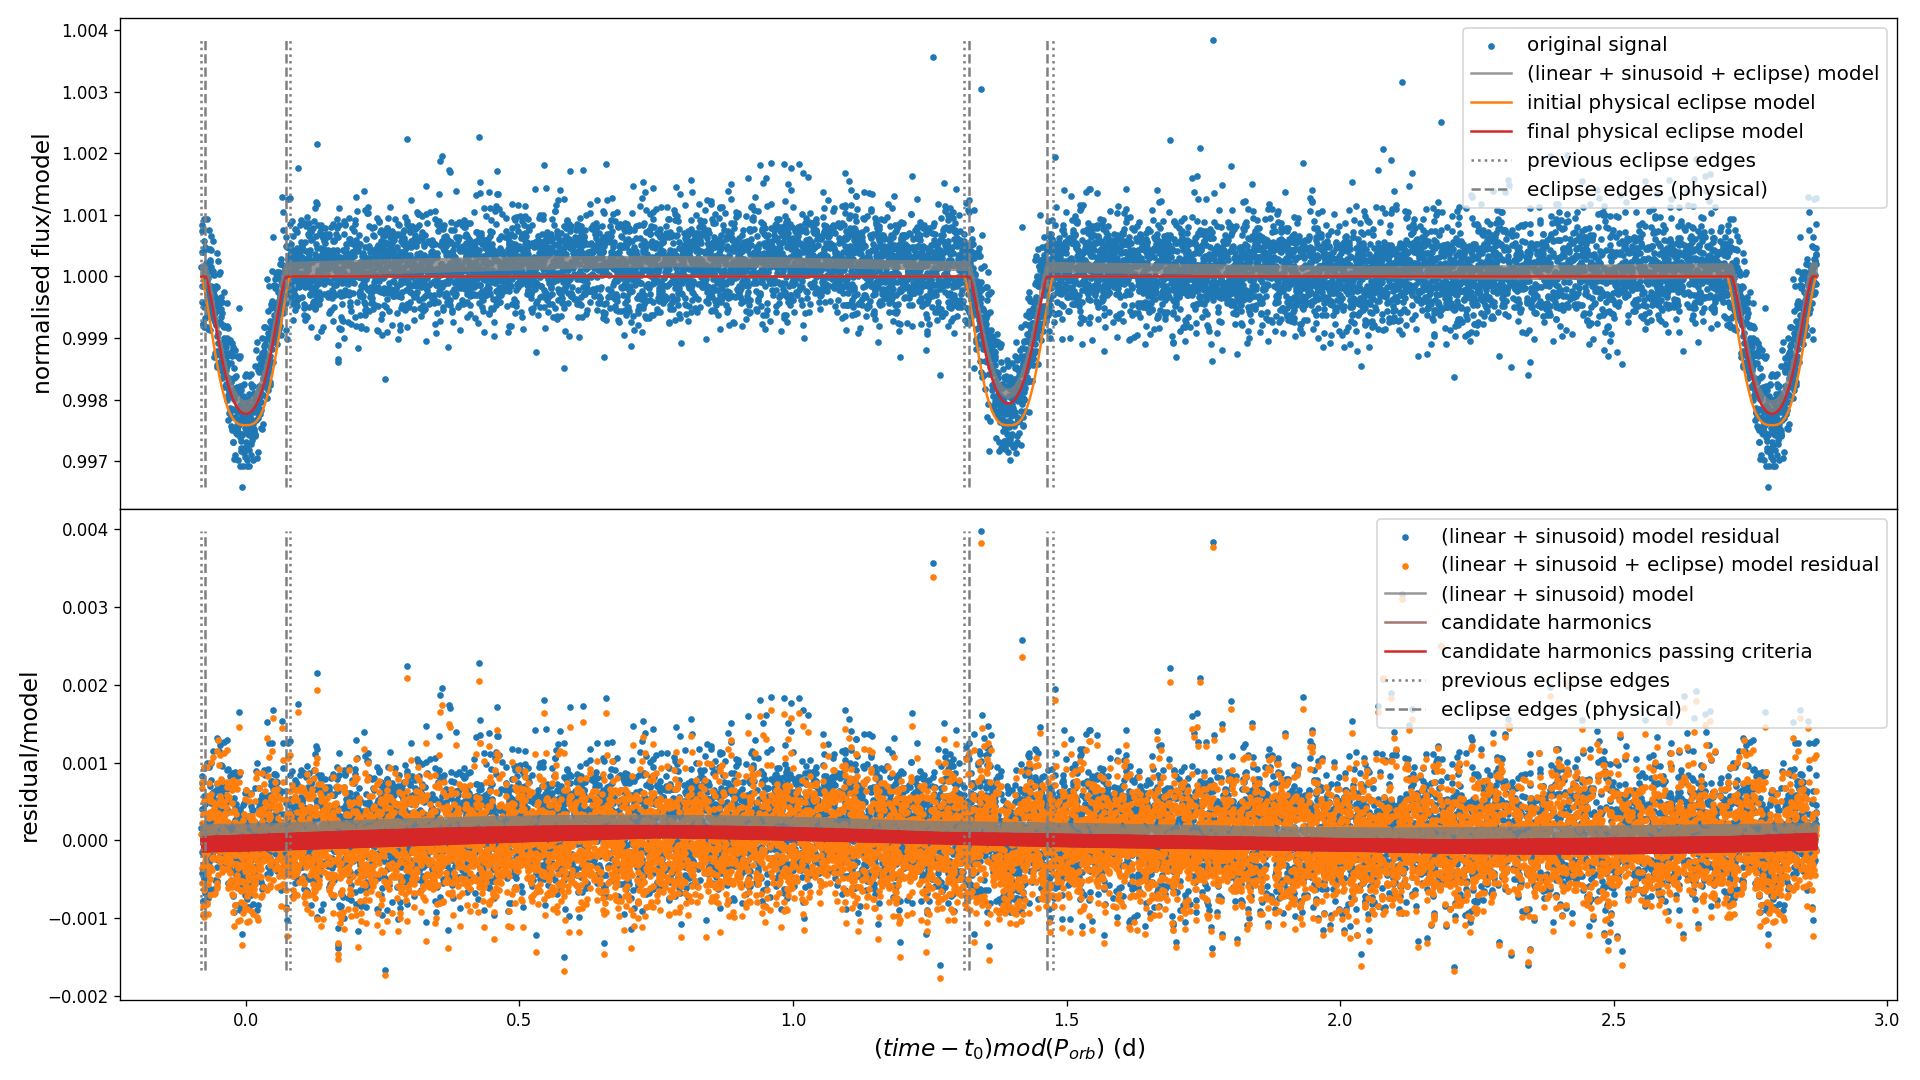 normalised flux/model
1.004
1.003
1.002
1.001
1.000
0.999
0.998
0.997
original signal
(linear + sinusoid + eclipse) model
initial physical eclipse model
final physical eclipse model
previous eclipse edges
eclipse edges (physical)
residual/model
0.004
0.003
0.002
0.001
0.000
−0.001
−0.002
(linear + sinusoid) model residual
(linear + sinusoid + eclipse) model residual
(linear + sinusoid) model
candidate harmonics
candidate harmonics passing criteria
previous eclipse edges
eclipse edges (physical)
0.0 0.5 1.0 1.5 2.0 2.5 3.0
(time − t₀)mod(Pₒᵣb) (d)